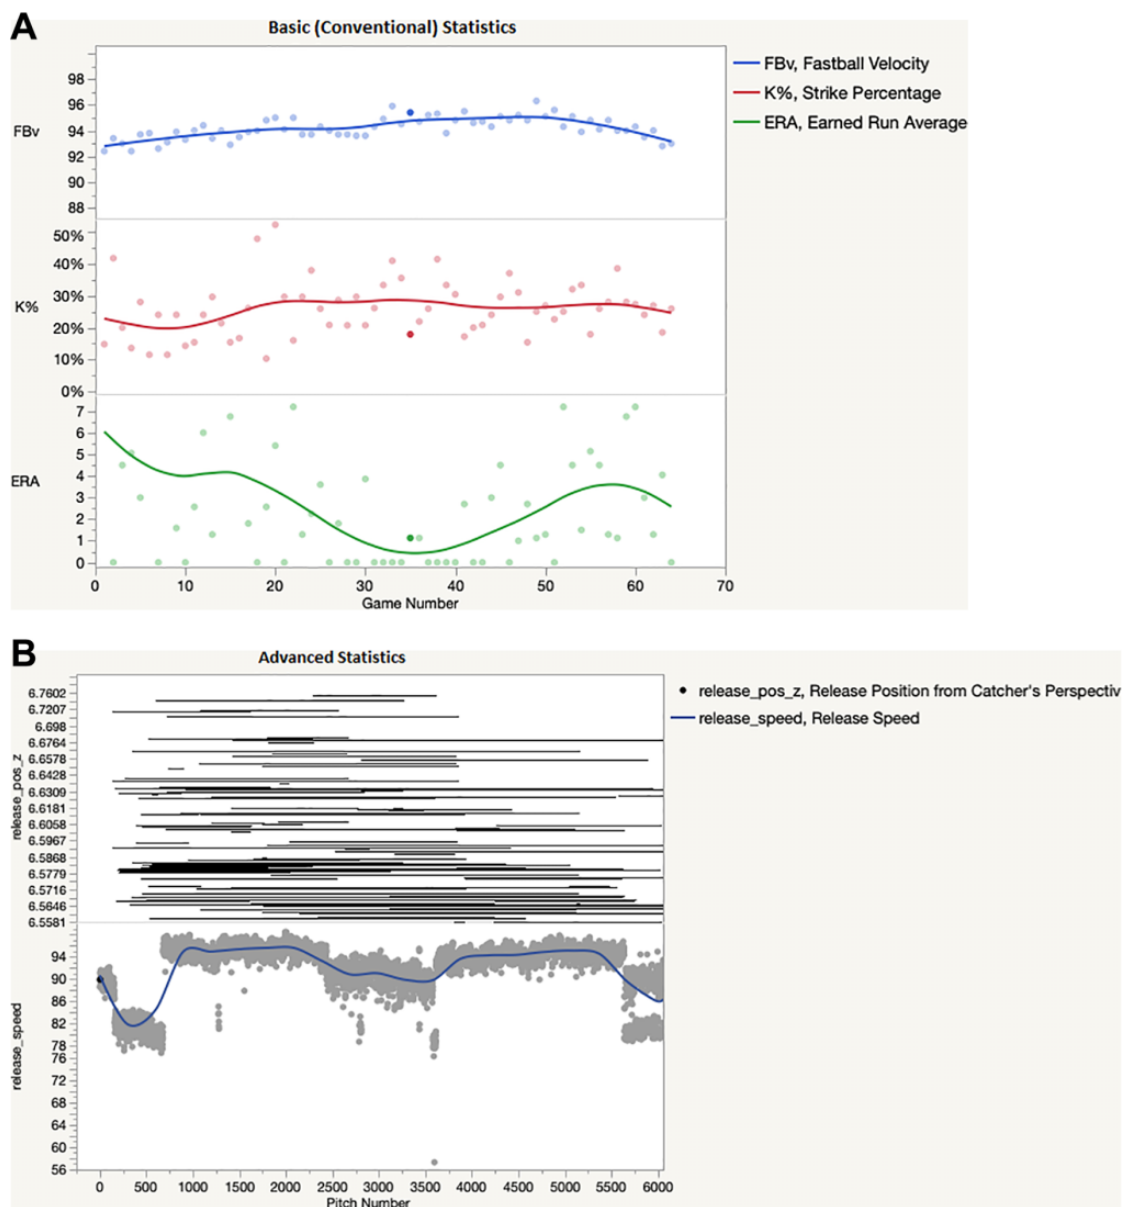 A
Basic (Conventional) Statistics
FBv, Fastball Velocity
K%, Strike Percentage
ERA, Earned Run Average
FBv
98
96
94
92
90
88
K%
50%
40%
30%
20%
10%
0%
ERA
7
6
5
4
3
2
1
0
0 10 20 30 40 50 60 70
Game Number
B
Advanced Statistics
release_pos_z, Release Position from Catcher's Perspectiv
release_speed, Release Speed
release_pos_z
6.7602
6.7207
6.698
6.6764
6.6578
6.6428
6.6309
6.6181
6.6058
6.5967
6.5868
6.5779
6.5716
6.5646
6.5581
release_speed
94
90
86
82
78
76
72
68
64
60
56
0 500 1000 1500 2000 2500 3000 3500 4000 4500 5000 5500 6000
Pitch Number